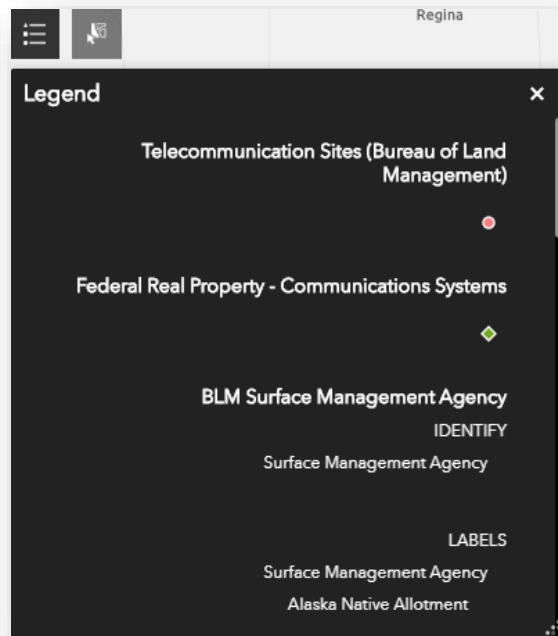 Regina
Legend
Telecommunication Sites (Bureau of Land
Management)
Federal Real Property - Communications Systems
BLM Surface Management Agency
IDENTIFY
Surface Management Agency
LABELS
Surface Management Agency
Alaska Native Allotment